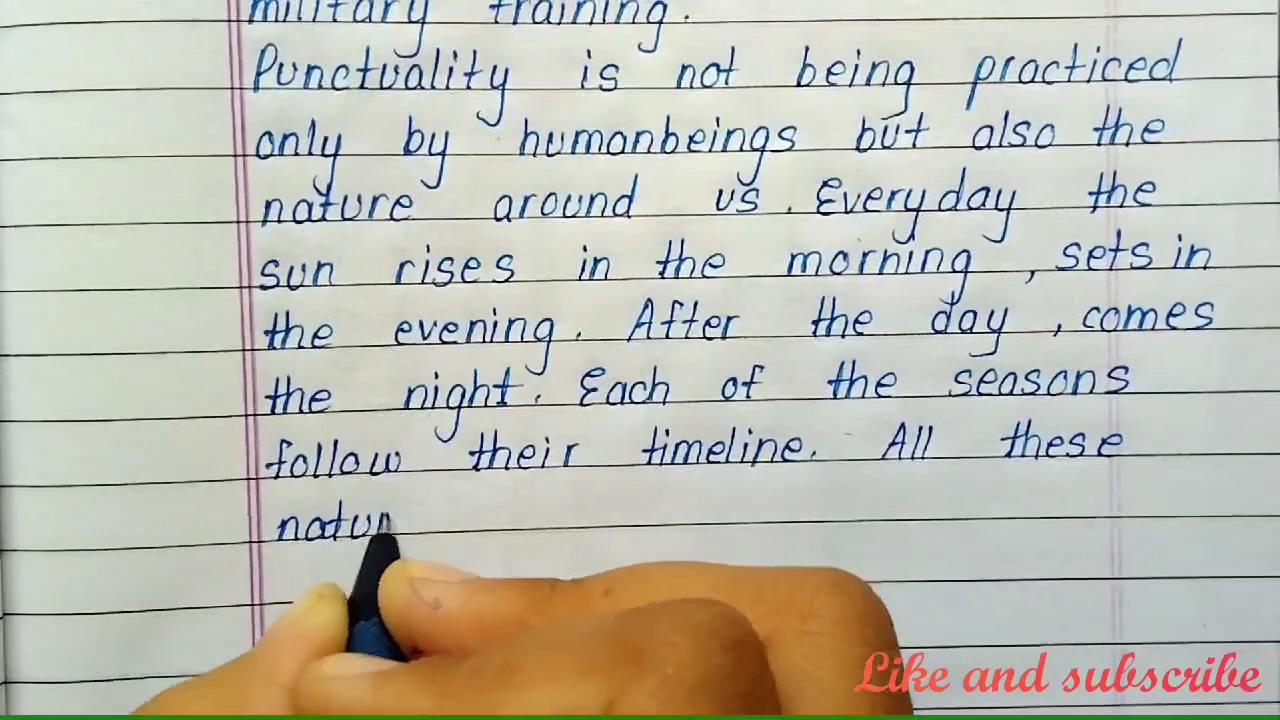 military training.
Punctuality is not being practiced
only by humanbeings but also the
nature around us. Everyday the
sun rises in the morning, sets in
the evening. After the day, comes
the night. Each of the seasons
follow their timeline. All these
natur
Like and subscribe